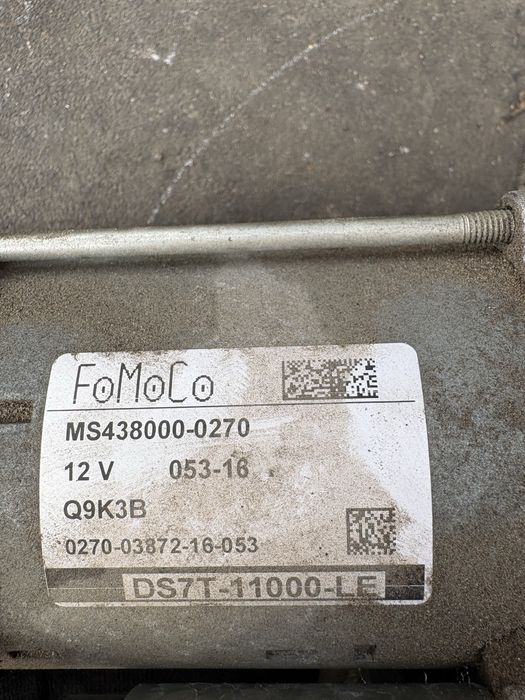 FoMoCo
MS438000-0270
12 V 053-16
Q9K3B
0270-03872-16-053
DS7T-11000-LE